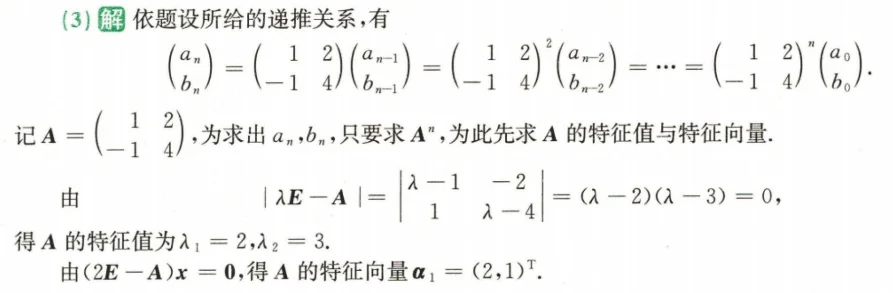 (3) 解 依题设所给的递推关系,有
$\begin{pmatrix} a_n \\ b_n \end{pmatrix} = \begin{pmatrix} 1 & 2 \\ -1 & 4 \end{pmatrix} \begin{pmatrix} a_{n-1} \\ b_{n-1} \end{pmatrix} = \begin{pmatrix} 1 & 2 \\ -1 & 4 \end{pmatrix}^2 \begin{pmatrix} a_{n-2} \\ b_{n-2} \end{pmatrix} = \cdots = \begin{pmatrix} 1 & 2 \\ -1 & 4 \end{pmatrix}^n \begin{pmatrix} a_0 \\ b_0 \end{pmatrix}.$
记 $\boldsymbol{A} = \begin{pmatrix} 1 & 2 \\ -1 & 4 \end{pmatrix}$,为求出 $a_n$,$b_n$,只要求 $\boldsymbol{A}^n$,为此先求 $\boldsymbol{A}$ 的特征值与特征向量.
由 $|\lambda \boldsymbol{E} - \boldsymbol{A}| = \begin{vmatrix} \lambda - 1 & -2 \\ 1 & \lambda - 4 \end{vmatrix} = (\lambda - 2)(\lambda - 3) = 0,$
得 $\boldsymbol{A}$ 的特征值为 $\lambda_1 = 2, \lambda_2 = 3.$
由$(2\boldsymbol{E} - \boldsymbol{A})\boldsymbol{x} = \boldsymbol{0}$,得 $\boldsymbol{A}$ 的特征向量 $\boldsymbol{\alpha}_1 = (2,1)^{\mathrm{T}}.$